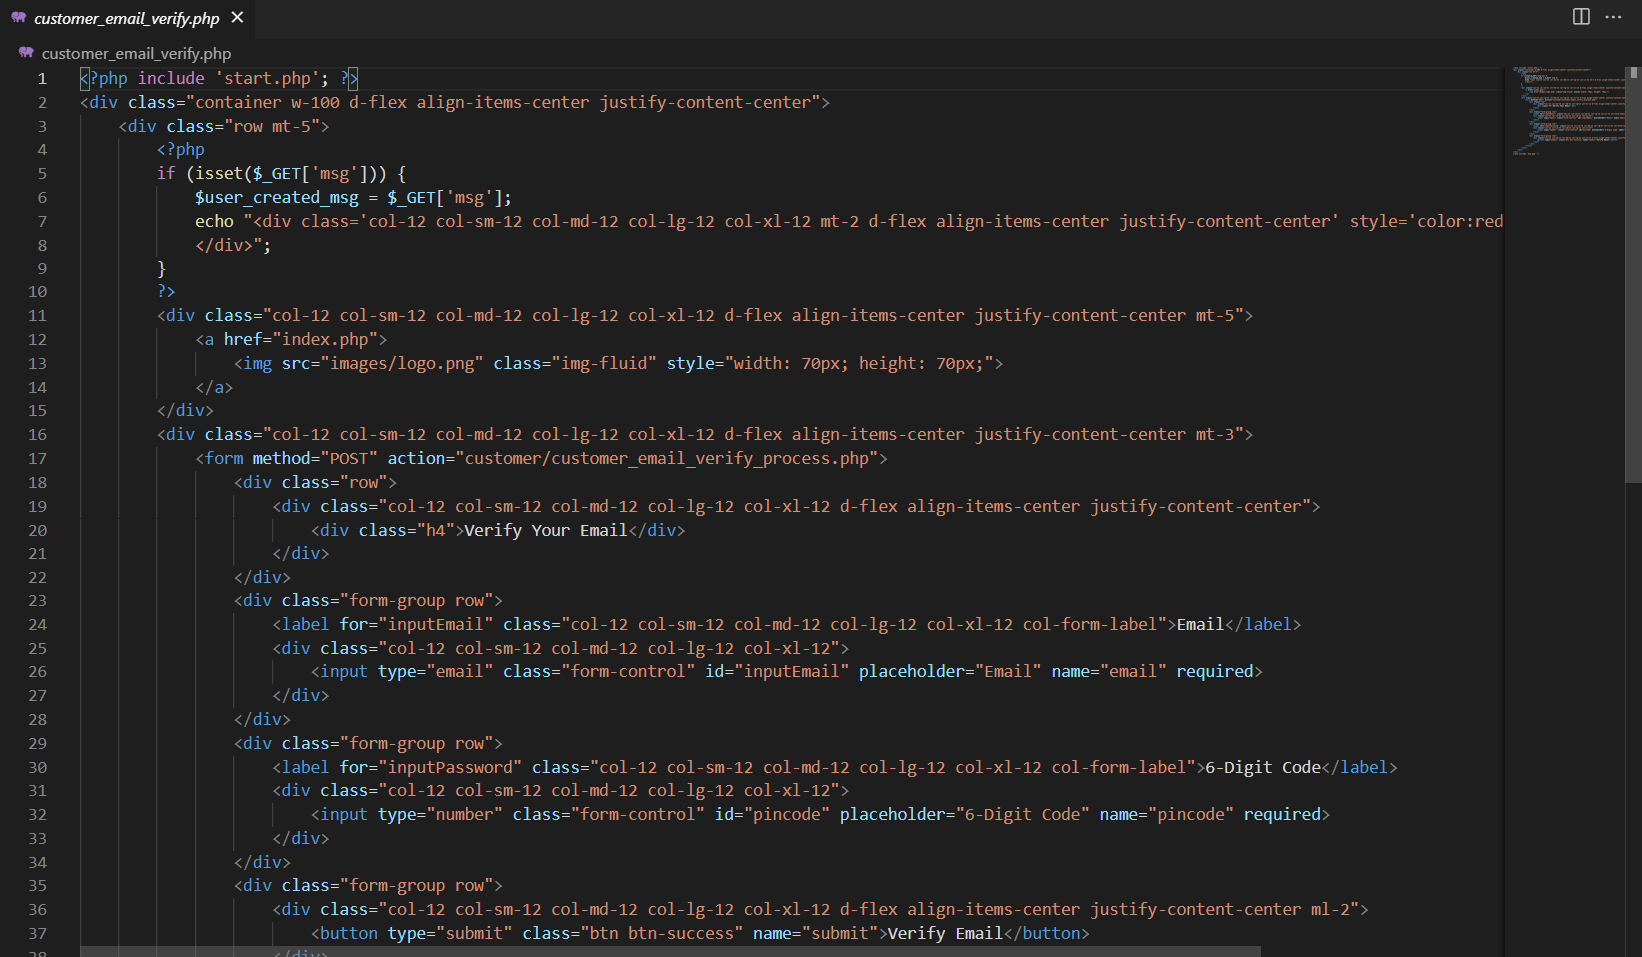 customer_email_verify.php
customer_email_verify.php
1 <?php include 'start.php'; ?>
2 <div class="container w-100 d-flex align-items-center justify-content-center">
3 <div class="row mt-5">
4 <?php
5 if (isset($_GET['msg'])) {
6 $user_created_msg = $_GET['msg'];
7 echo "<div class='col-12 col-sm-12 col-md-12 col-lg-12 col-xl-12 mt-2 d-flex align-items-center justify-content-center' style='color:red
8 </div>";
9 }
10 ?>
11 <div class="col-12 col-sm-12 col-md-12 col-lg-12 col-xl-12 d-flex align-items-center justify-content-center mt-5">
12 <a href="index.php">
13 <img src="images/logo.png" class="img-fluid" style="width: 70px; height: 70px;">
14 </a>
15 </div>
16 <div class="col-12 col-sm-12 col-md-12 col-lg-12 col-xl-12 d-flex align-items-center justify-content-center mt-3">
17 <form method="POST" action="customer/customer_email_verify_process.php">
18 <div class="row">
19 <div class="col-12 col-sm-12 col-md-12 col-lg-12 col-xl-12 d-flex align-items-center justify-content-center">
20 <div class="h4">Verify Your Email</div>
21 </div>
22 </div>
23 <div class="form-group row">
24 <label for="inputEmail" class="col-12 col-sm-12 col-md-12 col-lg-12 col-xl-12 col-form-label">Email</label>
25 <div class="col-12 col-sm-12 col-md-12 col-lg-12 col-xl-12">
26 <input type="email" class="form-control" id="inputEmail" placeholder="Email" name="email" required>
27 </div>
28 </div>
29 <div class="form-group row">
30 <label for="inputPassword" class="col-12 col-sm-12 col-md-12 col-lg-12 col-xl-12 col-form-label">6-Digit Code</label>
31 <div class="col-12 col-sm-12 col-md-12 col-lg-12 col-xl-12">
32 <input type="number" class="form-control" id="pincode" placeholder="6-Digit Code" name="pincode" required>
33 </div>
34 </div>
35 <div class="form-group row">
36 <div class="col-12 col-sm-12 col-md-12 col-lg-12 col-xl-12 d-flex align-items-center justify-content-center ml-2">
37 <button type="submit" class="btn btn-success" name="submit">Verify Email</button>
38 </div>